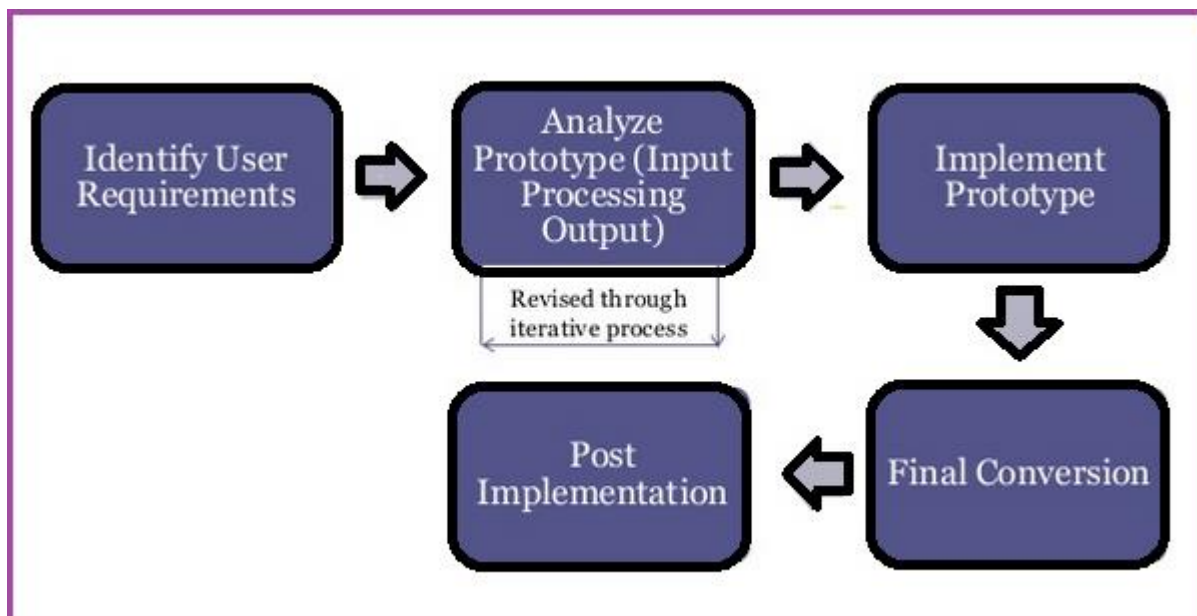 Identify User
Requirements
Analyze
Prototype (Input
Processing
Output)
Revised through
iterative process
Implement
Prototype
Final Conversion
Post
Implementation